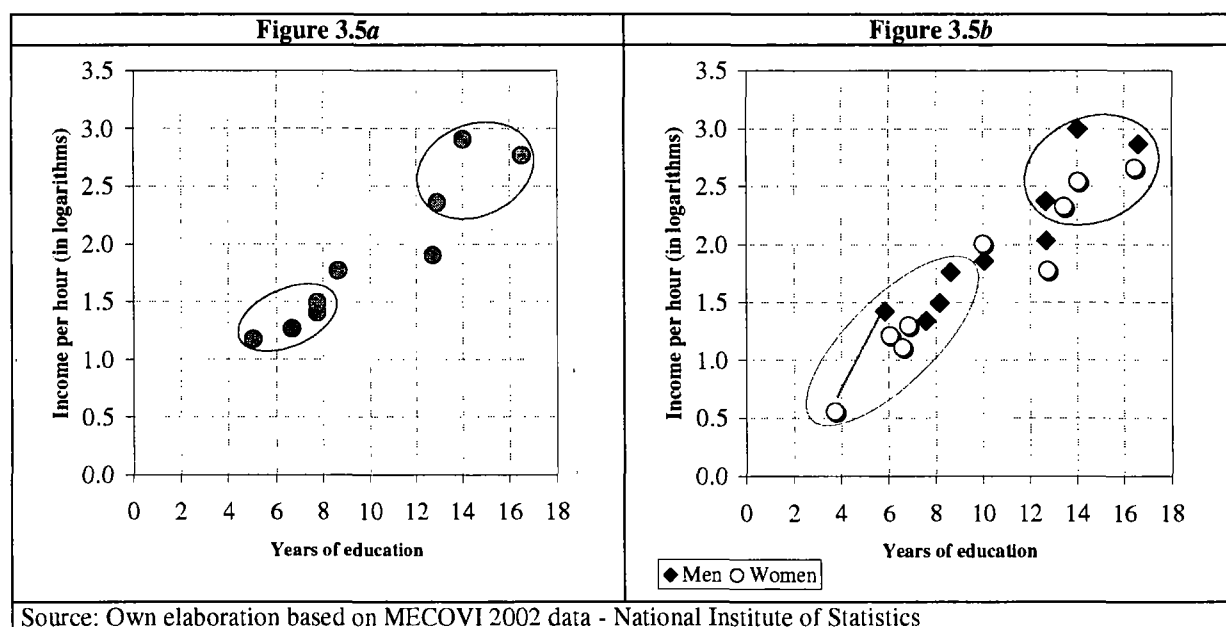 Figure 3.5a
Figure 3.5b
Income per hour (in logarithms)
3.5
3.0
2.5
2.0
1.5
1.0
0.5
0.0
0 2 4 6 8 10 12 14 16 18
Years of education
Income per hour (in logarithms)
3.5
3.0
2.5
2.0
1.5
1.0
0.5
0.0
0 2 4 6 8 10 12 14 16 18
Years of education
Men Women
Source: Own elaboration based on MECOVI 2002 data - National Institute of Statistics